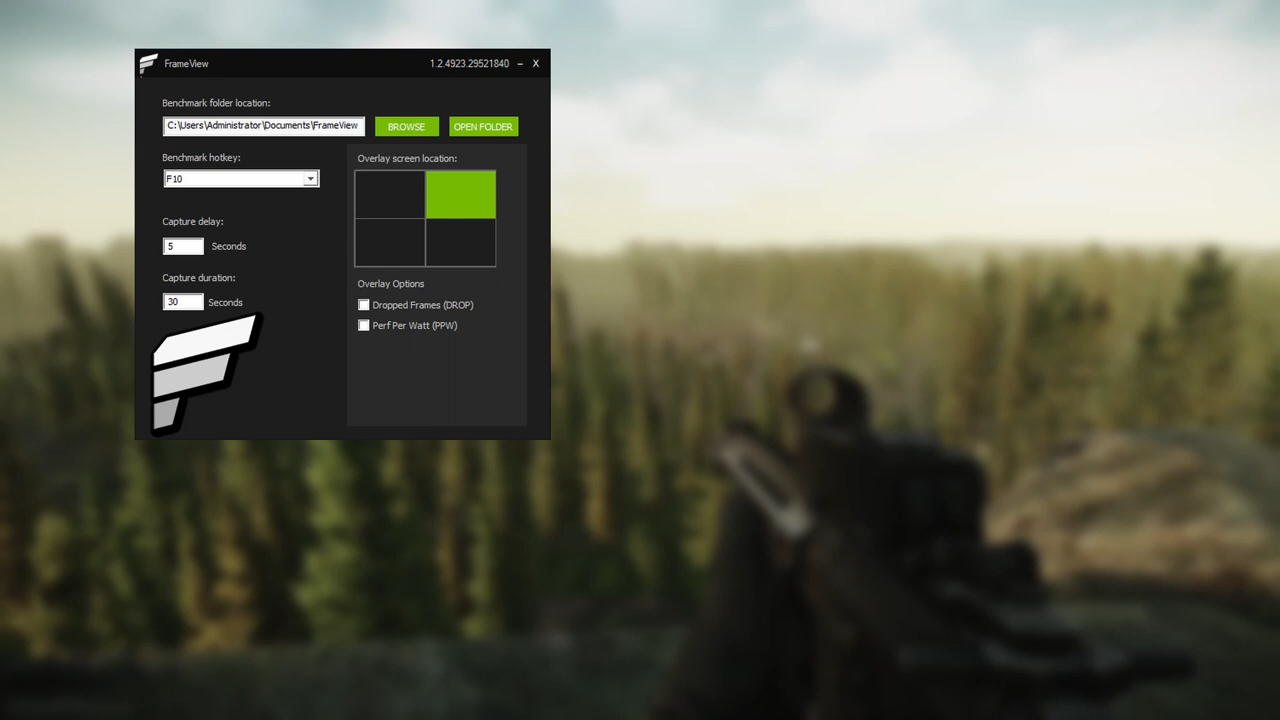 FrameView 1.2.4923.29521840 – X
Benchmark folder location:
C:\Users\Administrator\Documents\FrameView BROWSE OPEN FOLDER
Benchmark hotkey:
F10
Capture delay:
5 Seconds
Capture duration:
30 Seconds
Overlay screen location:
Overlay Options
Dropped Frames (DROP)
Perf Per Watt (PPW)